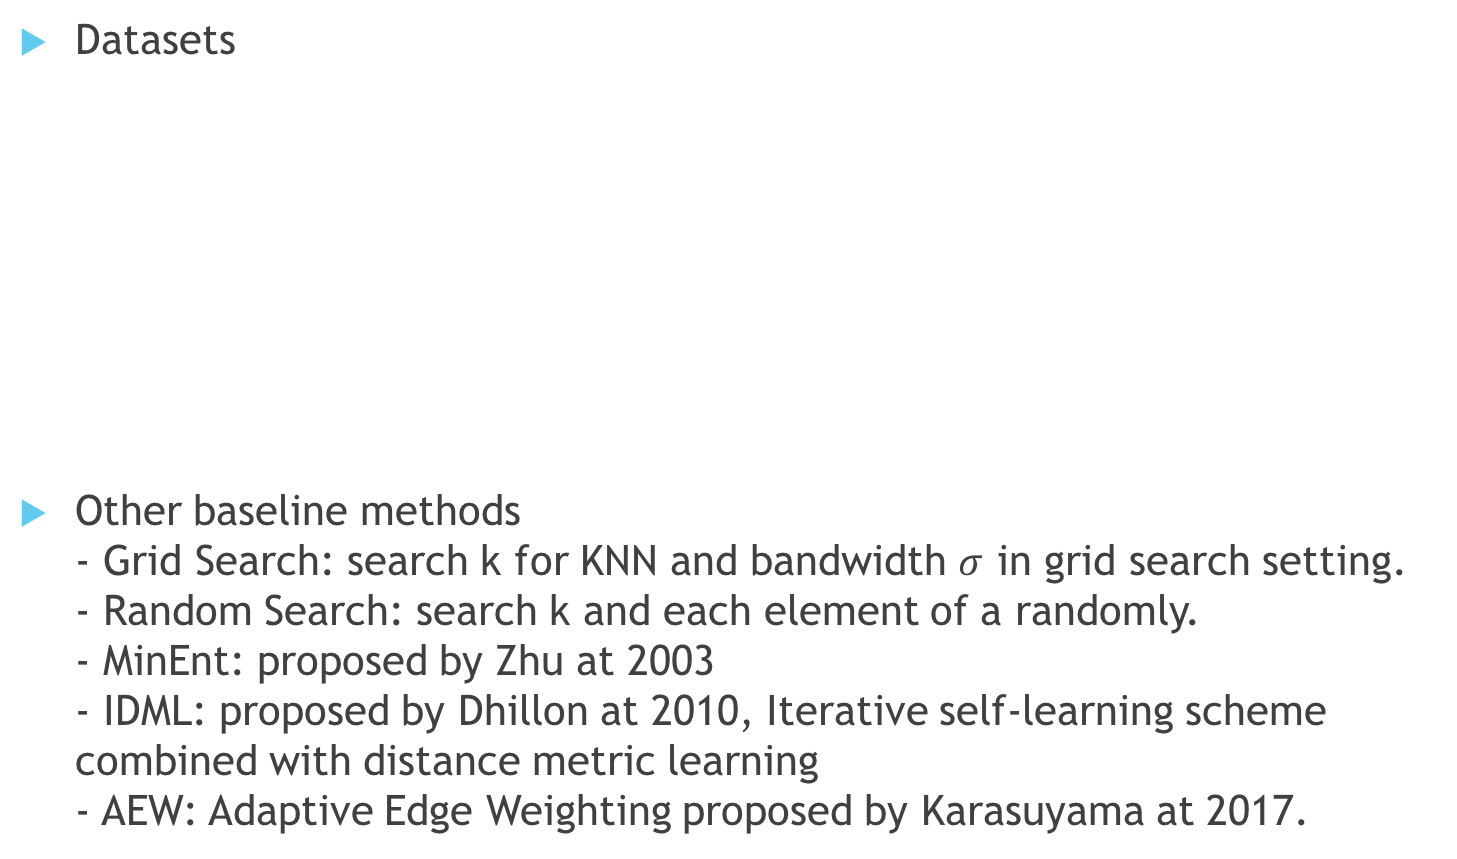 Datasets
Other baseline methods
- Grid Search: search k for KNN and bandwidth σ in grid search setting.
- Random Search: search k and each element of a randomly.
- MinEnt: proposed by Zhu at 2003
- IDML: proposed by Dhillon at 2010, Iterative self-learning scheme
combined with distance metric learning
- AEW: Adaptive Edge Weighting proposed by Karasuyama at 2017.